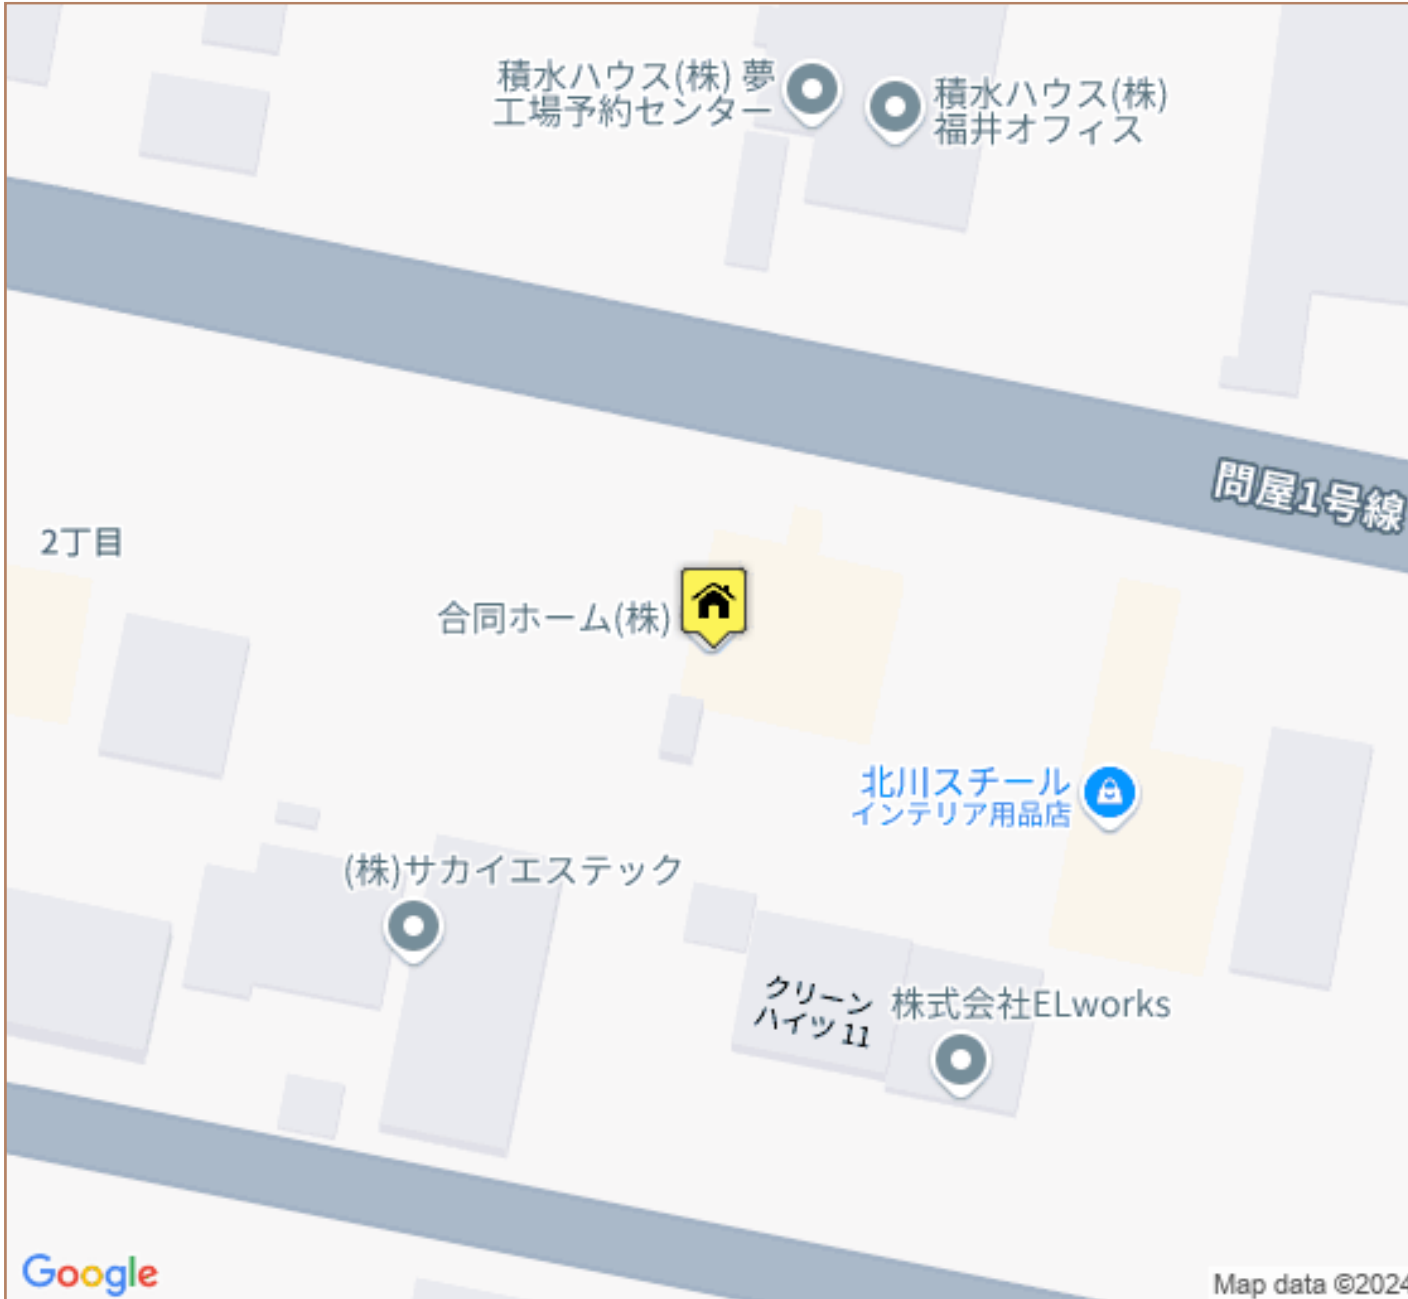 積水ハウス(株) 夢
工場予約センター
積水ハウス(株)
福井オフィス
問屋1号線
2丁目
合同ホーム(株)
北川スチール
インテリア用品店
(株)サカイエステック
クリーン
ハイツ 11
株式会社ELworks
Google
Map data ©2024